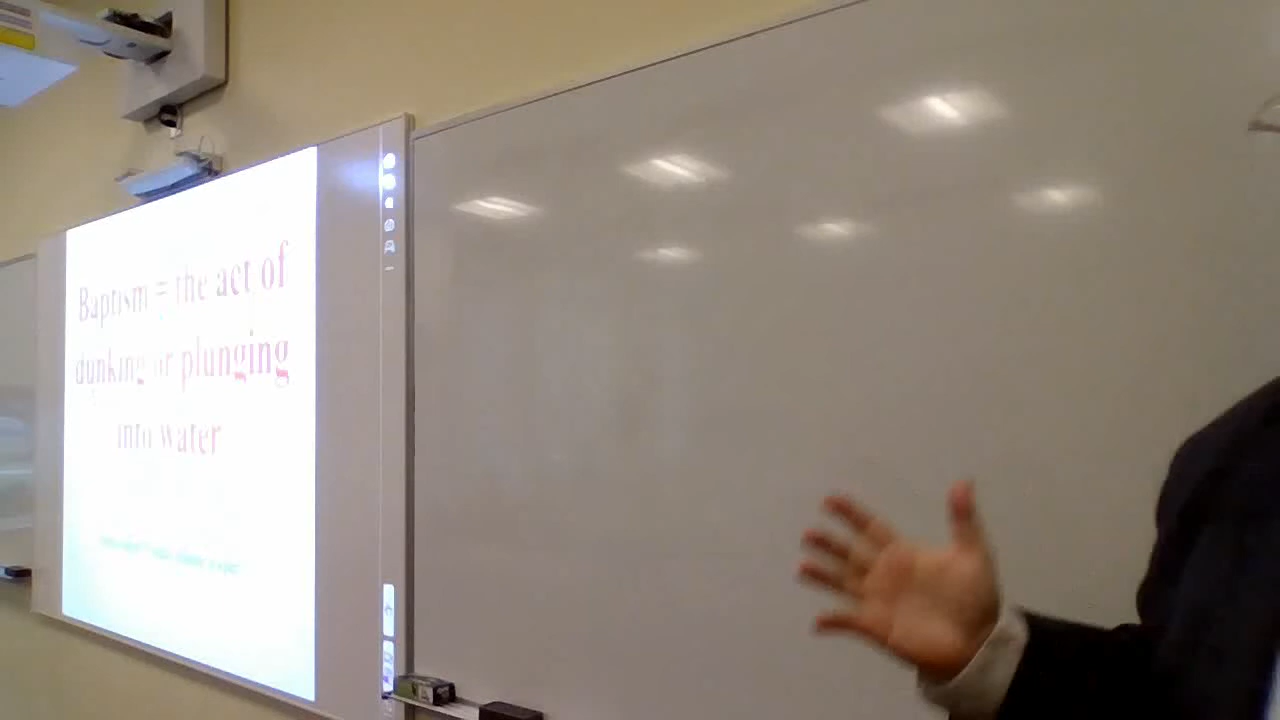 Baptism = the act of
dunking or plunging
into water